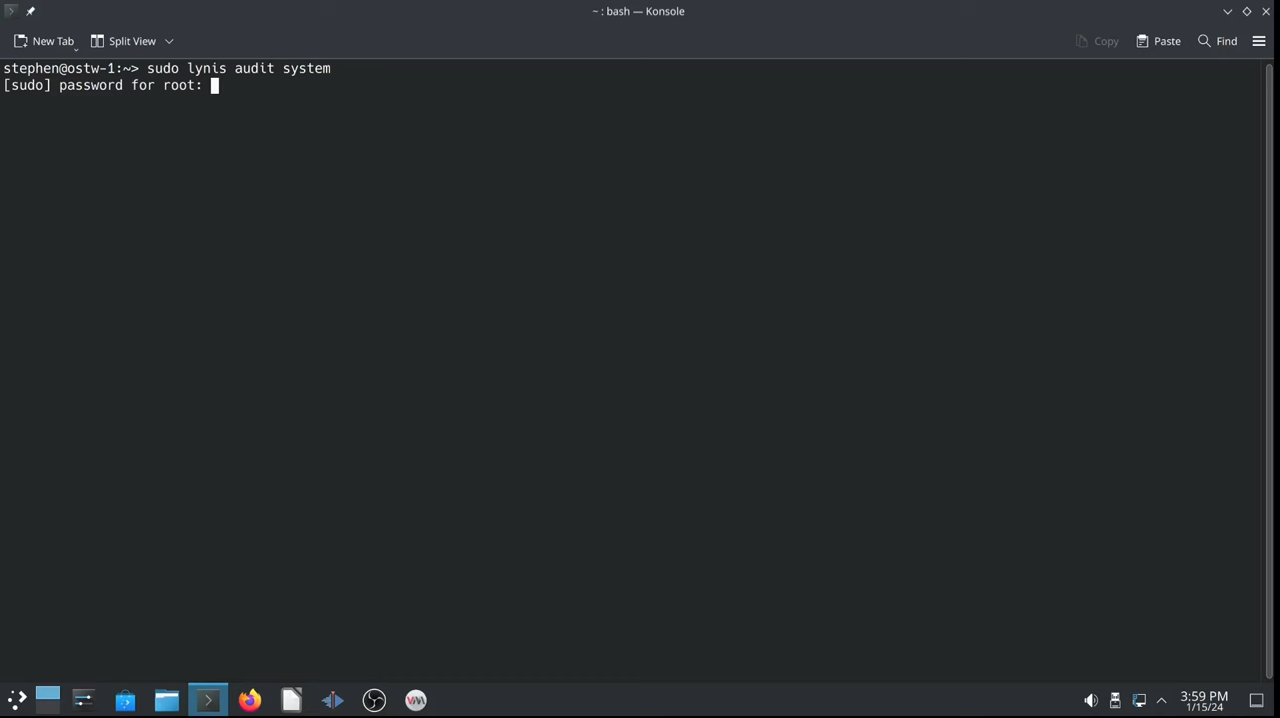 ~ : bash — Konsole
New Tab
Split View
Copy
Paste
Find
stephen@ostw-1:~> sudo lynis audit system
[sudo] password for root:
3:59 PM
1/15/24